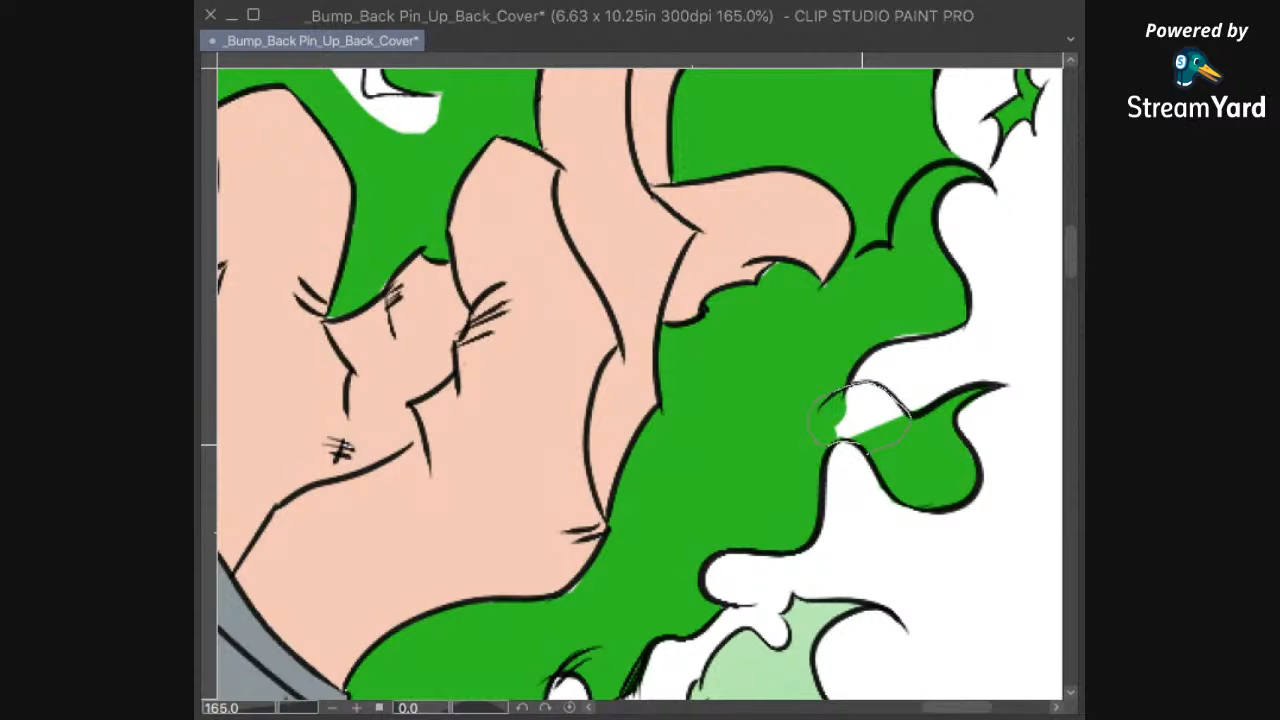 _Bump_Back Pin_Up_Back_Cover* (6.63 x 10.25in 300dpi 165.0%) - CLIP STUDIO PAINT PRO
_Bump_Back Pin_Up_Back_Cover*
Powered by
StreamYard
165.0
0.0